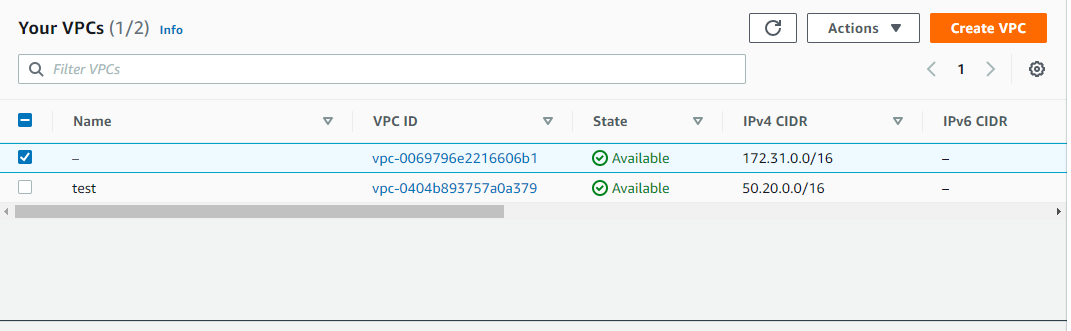 Your VPCs (1/2) Info Actions Create VPC
Filter VPCs 1
Name VPC ID State IPv4 CIDR IPv6 CIDR
– vpc-0069796e2216606b1 Available 172.31.0.0/16 –
test vpc-0404b893757a0a379 Available 50.20.0.0/16 –